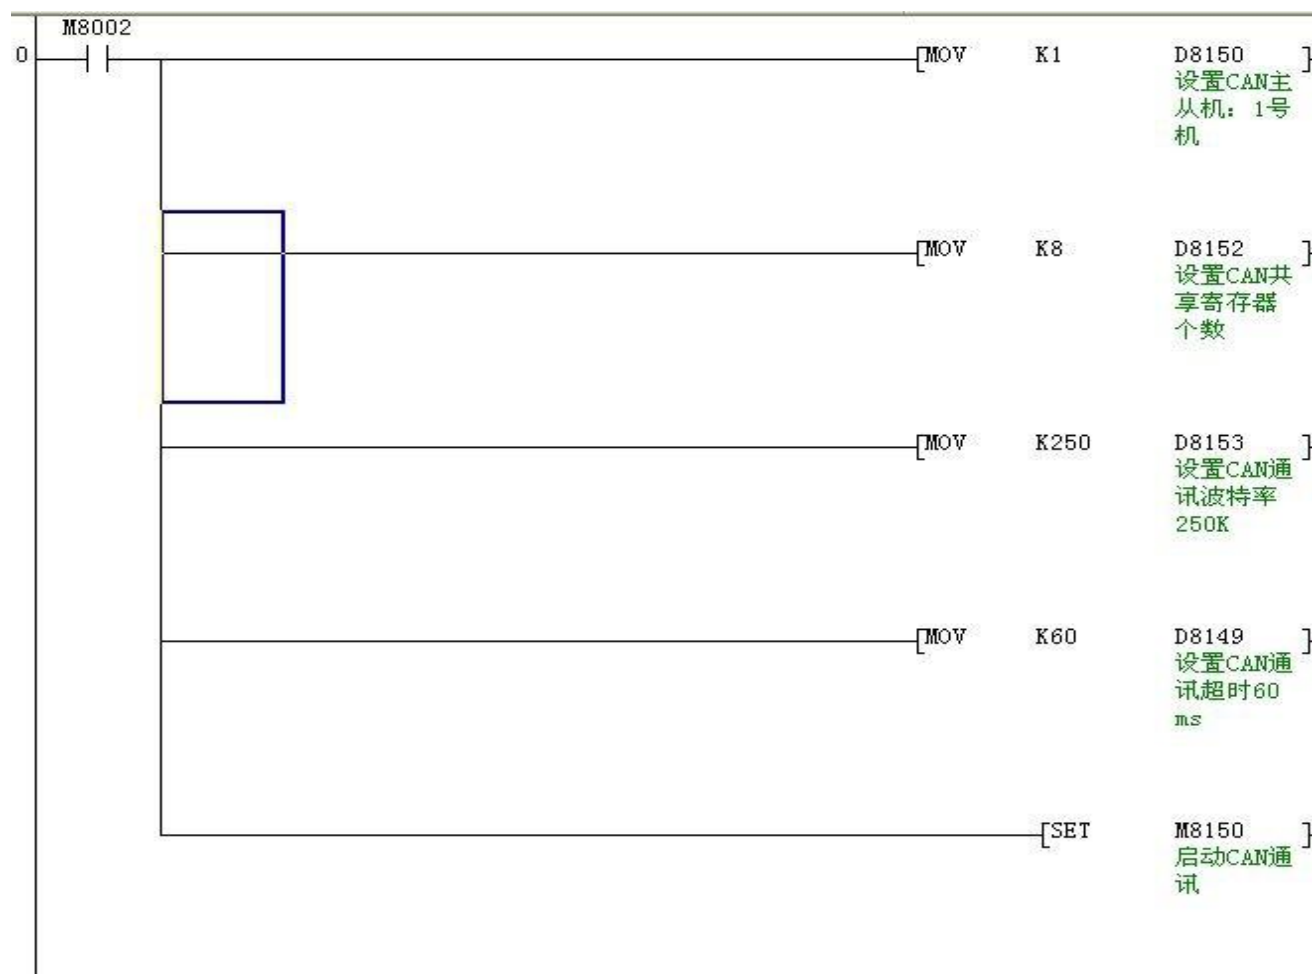 M8002
0 [MOV K1 D8150 ]
设置CAN主
从机：1号
机
[MOV K8 D8152 ]
设置CAN共
享寄存器
个数
[MOV K250 D8153 ]
设置CAN通
讯波特率
250K
[MOV K60 D8149 ]
设置CAN通
讯超时60
ms
[SET M8150 ]
启动CAN通
讯